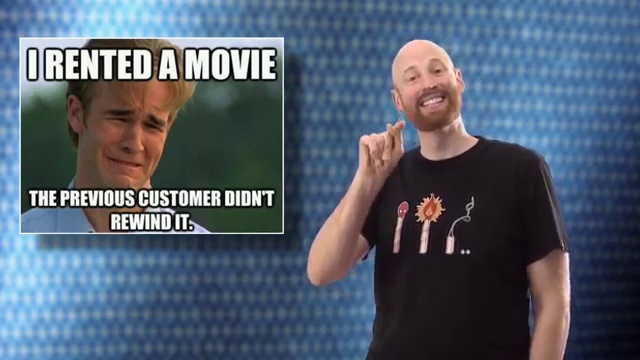 I RENTED A MOVIE
THE PREVIOUS CUSTOMER DIDN'T
REWIND IT.